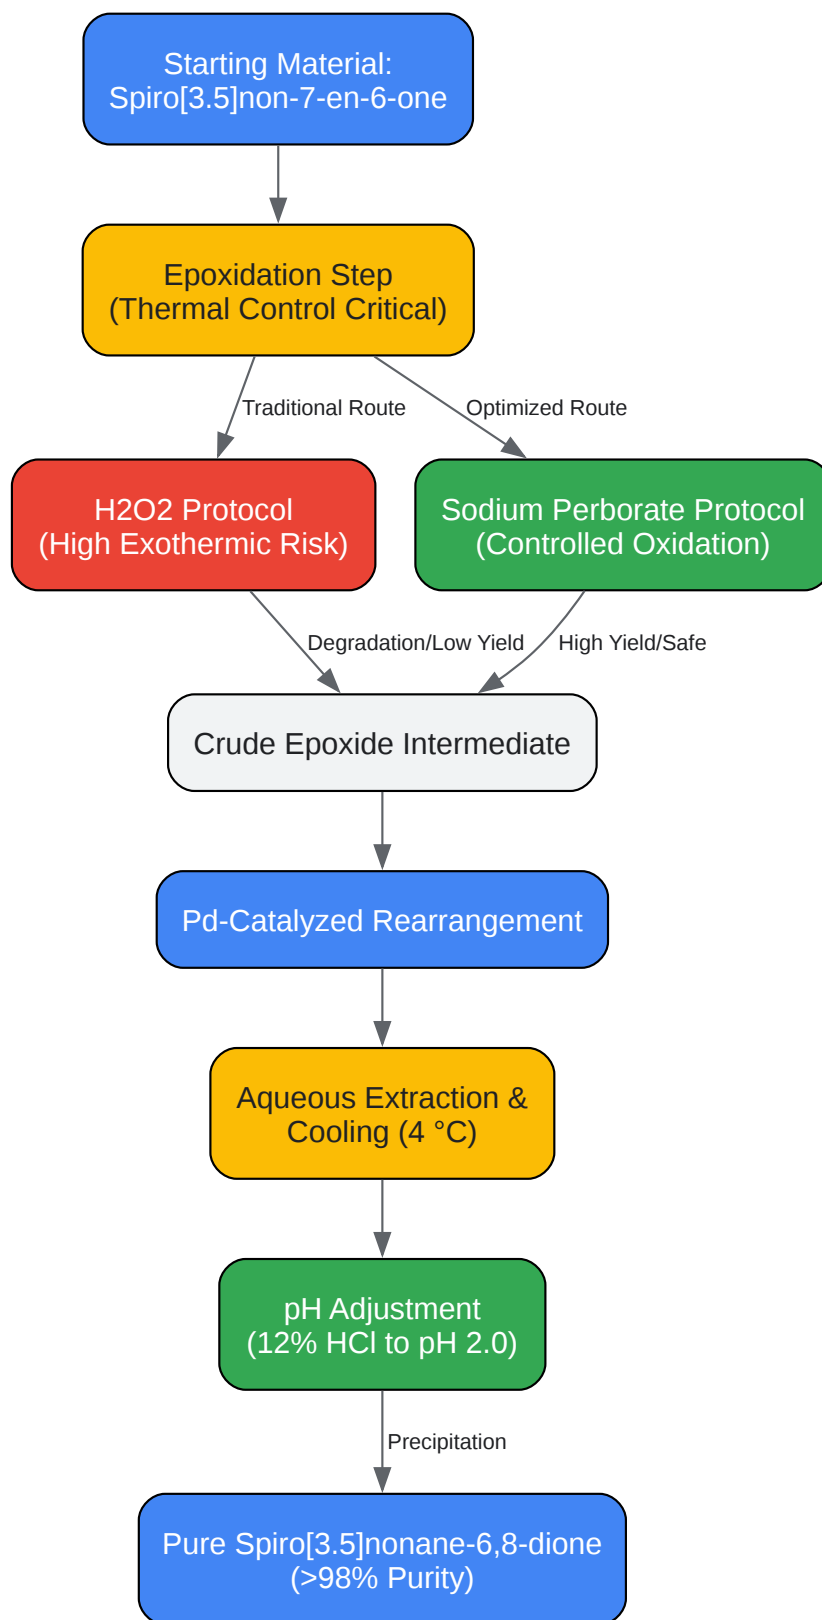 Starting Material:
Spiro[3.5]non-7-en-6-one
Epoxidation Step
(Thermal Control Critical)
Traditional Route
Optimized Route
H2O2 Protocol
(High Exothermic Risk)
Sodium Perborate Protocol
(Controlled Oxidation)
Degradation/Low Yield
High Yield/Safe
Crude Epoxide Intermediate
Pd-Catalyzed Rearrangement
Aqueous Extraction &
Cooling (4 °C)
pH Adjustment
(12% HCl to pH 2.0)
Precipitation
Pure Spiro[3.5]nonane-6,8-dione
(>98% Purity)